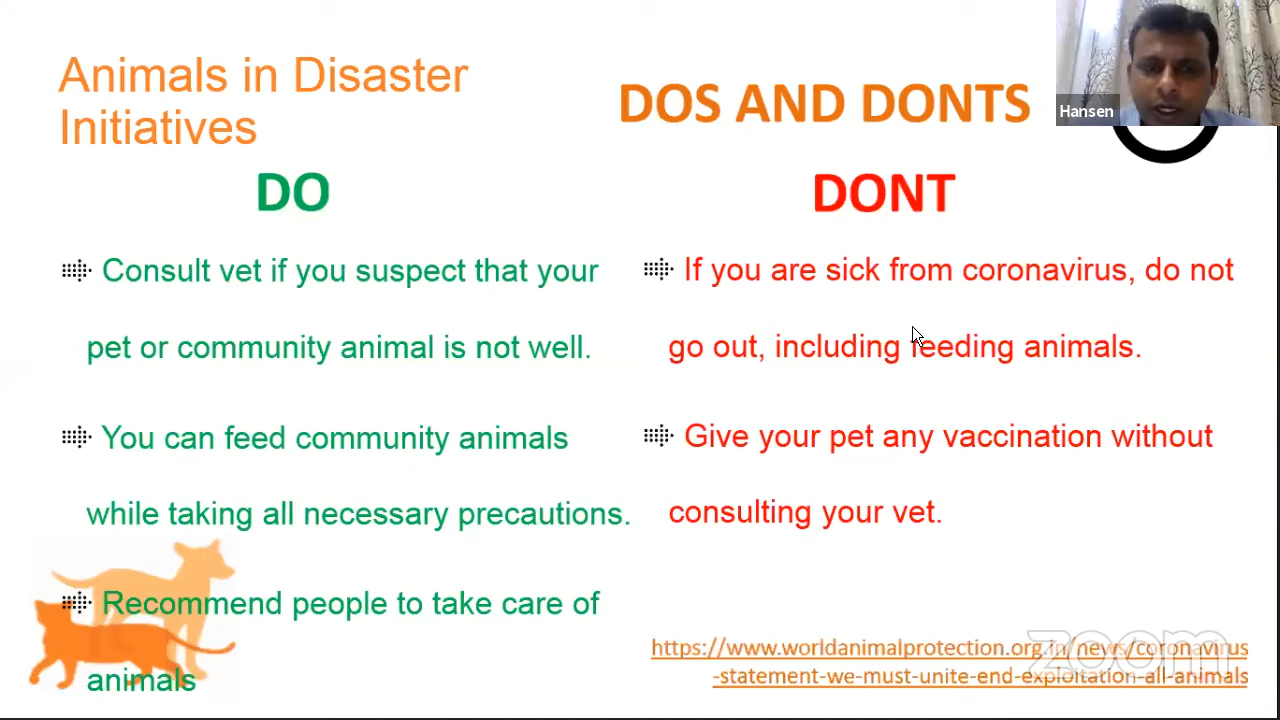 Animals in Disaster
Initiatives
DOS AND DONTS
Hansen
DO
Consult vet if you suspect that your
pet or community animal is not well.
You can feed community animals
while taking all necessary precautions.
Recommend people to take care of
animals
DONT
If you are sick from coronavirus, do not
go out, including feeding animals.
Give your pet any vaccination without
consulting your vet.
https://www.worldanimalprotection.org.in/news/coronavirus
-statement-we-must-unite-end-exploitation-all-animals
zoom